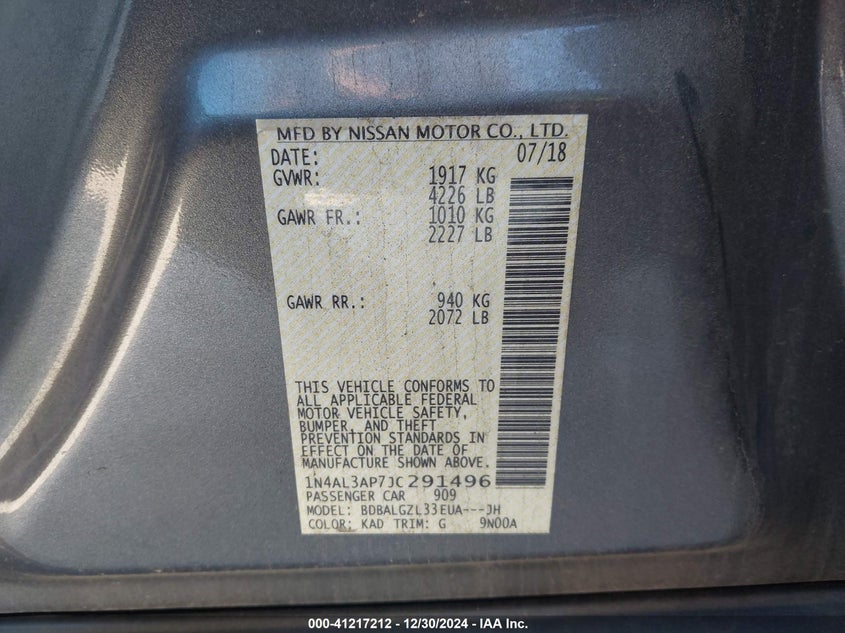 MFD BY NISSAN MOTOR CO., LTD.
DATE: 07/18
GVWR: 1917 KG
4226 LB
GAWR FR.: 1010 KG
2227 LB
GAWR RR.: 940 KG
2072 LB
THIS VEHICLE CONFORMS TO
ALL APPLICABLE FEDERAL
MOTOR VEHICLE SAFETY,
BUMPER, AND THEFT
PREVENTION STANDARDS IN
EFFECT ON THE DATE OF
MANUFACTURE SHOWN ABOVE.
1N4AL3AP7JC291496
PASSENGER CAR 909
MODEL: BDBALGZL33EUA---JH
COLOR: KAD TRIM: G 9N00A
000-41217212 - 12/30/2024 - IAA Inc.